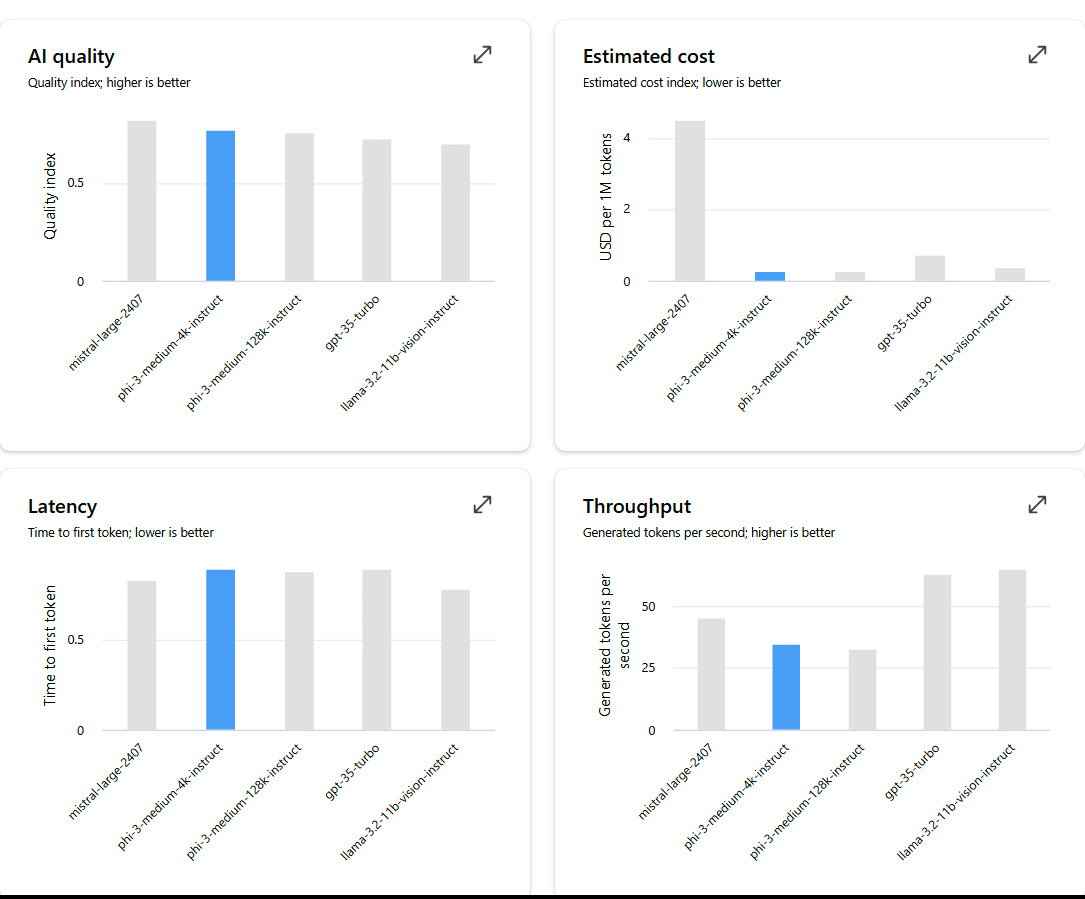 AI quality
Quality index; higher is better
Quality index
0.5
0
mistral-large-2407
phi-3-medium-4k-instruct
phi-3-medium-128k-instruct
gpt-35-turbo
llama-3.2-11b-vision-instruct
Estimated cost
Estimated cost index; lower is better
USD per 1M tokens
4
2
0
mistral-large-2407
phi-3-medium-4k-instruct
phi-3-medium-128k-instruct
gpt-35-turbo
llama-3.2-11b-vision-instruct
Latency
Time to first token; lower is better
Time to first token
0.5
0
mistral-large-2407
phi-3-medium-4k-instruct
phi-3-medium-128k-instruct
gpt-35-turbo
llama-3.2-11b-vision-instruct
Throughput
Generated tokens per second; higher is better
Generated tokens per
second
50
25
0
mistral-large-2407
phi-3-medium-4k-instruct
phi-3-medium-128k-instruct
gpt-35-turbo
llama-3.2-11b-vision-instruct